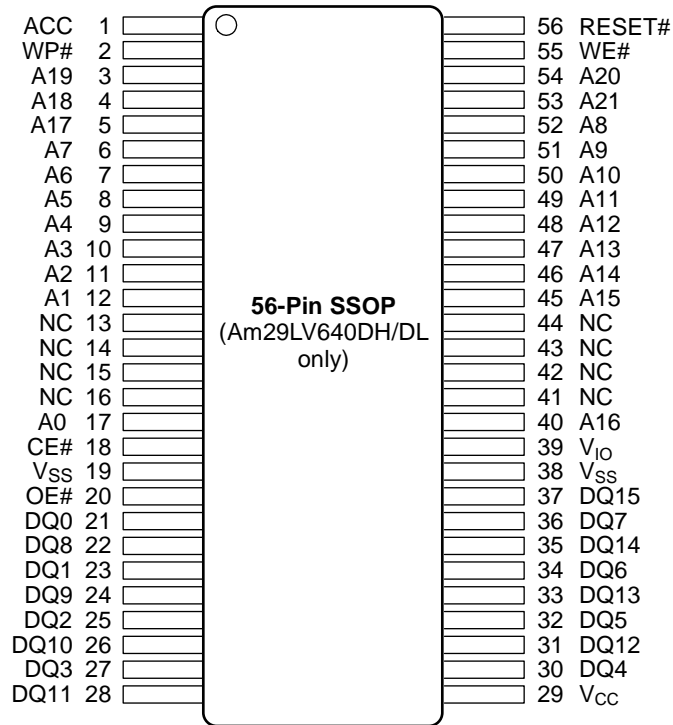 ACC 1 56 RESET#
WP# 2 55 WE#
A19 3 54 A20
A18 4 53 A21
A17 5 52 A8
A7 6 51 A9
A6 7 50 A10
A5 8 49 A11
A4 9 48 A12
A3 10 47 A13
A2 11 46 A14
A1 12 45 A15
NC 13 44 NC
NC 14 43 NC
NC 15 42 NC
NC 16 41 NC
A0 17 40 A16
CE# 18 39 VIO
VSS 19 38 VSS
OE# 20 37 DQ15
DQ0 21 36 DQ7
DQ8 22 35 DQ14
DQ1 23 34 DQ6
DQ9 24 33 DQ13
DQ2 25 32 DQ5
DQ10 26 31 DQ12
DQ3 27 30 DQ4
DQ11 28 29 VCC
56-Pin SSOP
(Am29LV640DH/DL
only)